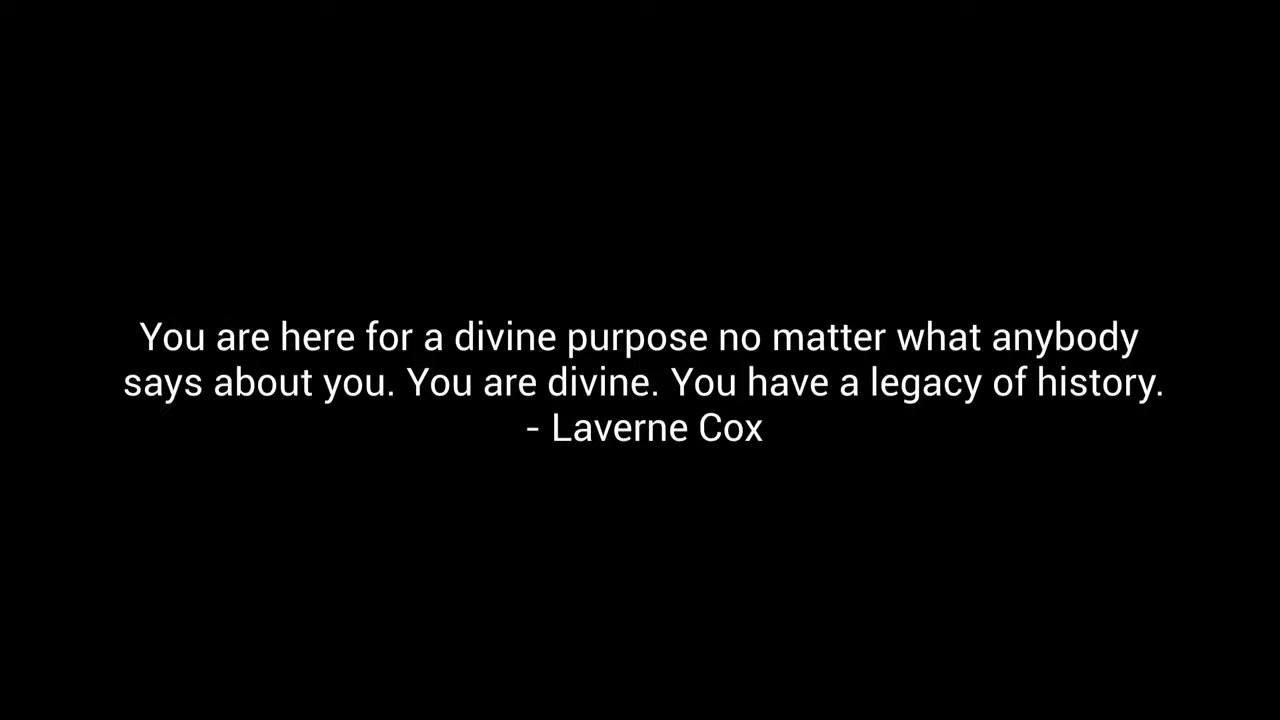 You are here for a divine purpose no matter what anybody
says about you. You are divine. You have a legacy of history.
- Laverne Cox